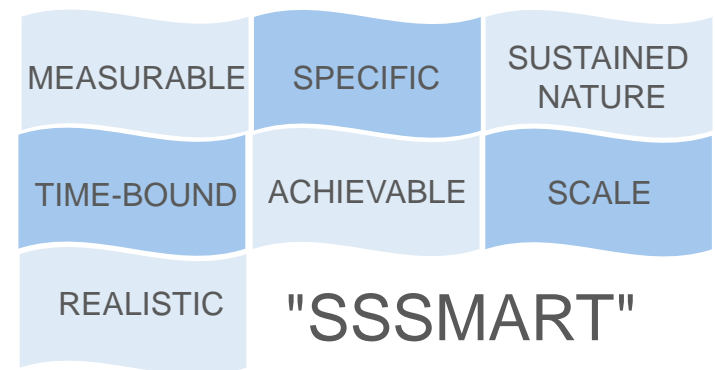 MEASURABLE
SPECIFIC
SUSTAINED
NATURE
TIME-BOUND
ACHIEVABLE
SCALE
REALISTIC
"SSSMART"